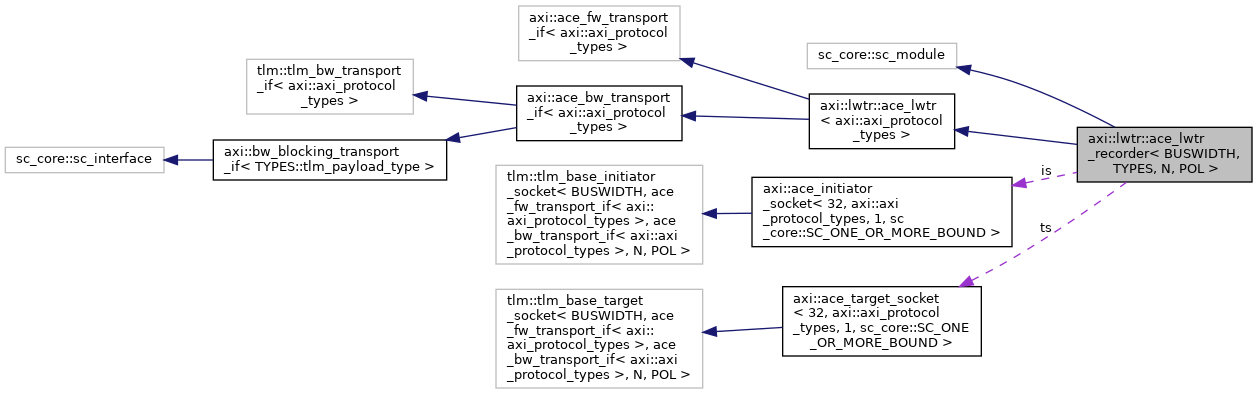 axi::ace_fw_transport
_if< axi::axi_protocol
_types >
sc_core::sc_module
tlm::tlm_bw_transport
_if< axi::axi_protocol
_types >
axi::ace_bw_transport
_if< axi::axi_protocol
_types >
axi::lwtr::ace_lwtr
< axi::axi_protocol
_types >
axi::lwtr::ace_lwtr
_recorder< BUSWIDTH,
TYPES, N, POL >
sc_core::sc_interface
axi::bw_blocking_transport
_if< TYPES::tlm_payload_type >
is
tlm::tlm_base_initiator
_socket< BUSWIDTH, ace
_fw_transport_if< axi::
axi_protocol_types >, ace
_bw_transport_if< axi::axi
_protocol_types >, N, POL >
axi::ace_initiator
_socket< 32, axi::axi
_protocol_types, 1, sc
_core::SC_ONE_OR_MORE_BOUND >
ts
tlm::tlm_base_target
_socket< BUSWIDTH, ace
_fw_transport_if< axi::
axi_protocol_types >, ace
_bw_transport_if< axi::axi
_protocol_types >, N, POL >
axi::ace_target_socket
< 32, axi::axi_protocol
_types, 1, sc_core::SC_ONE
_OR_MORE_BOUND >